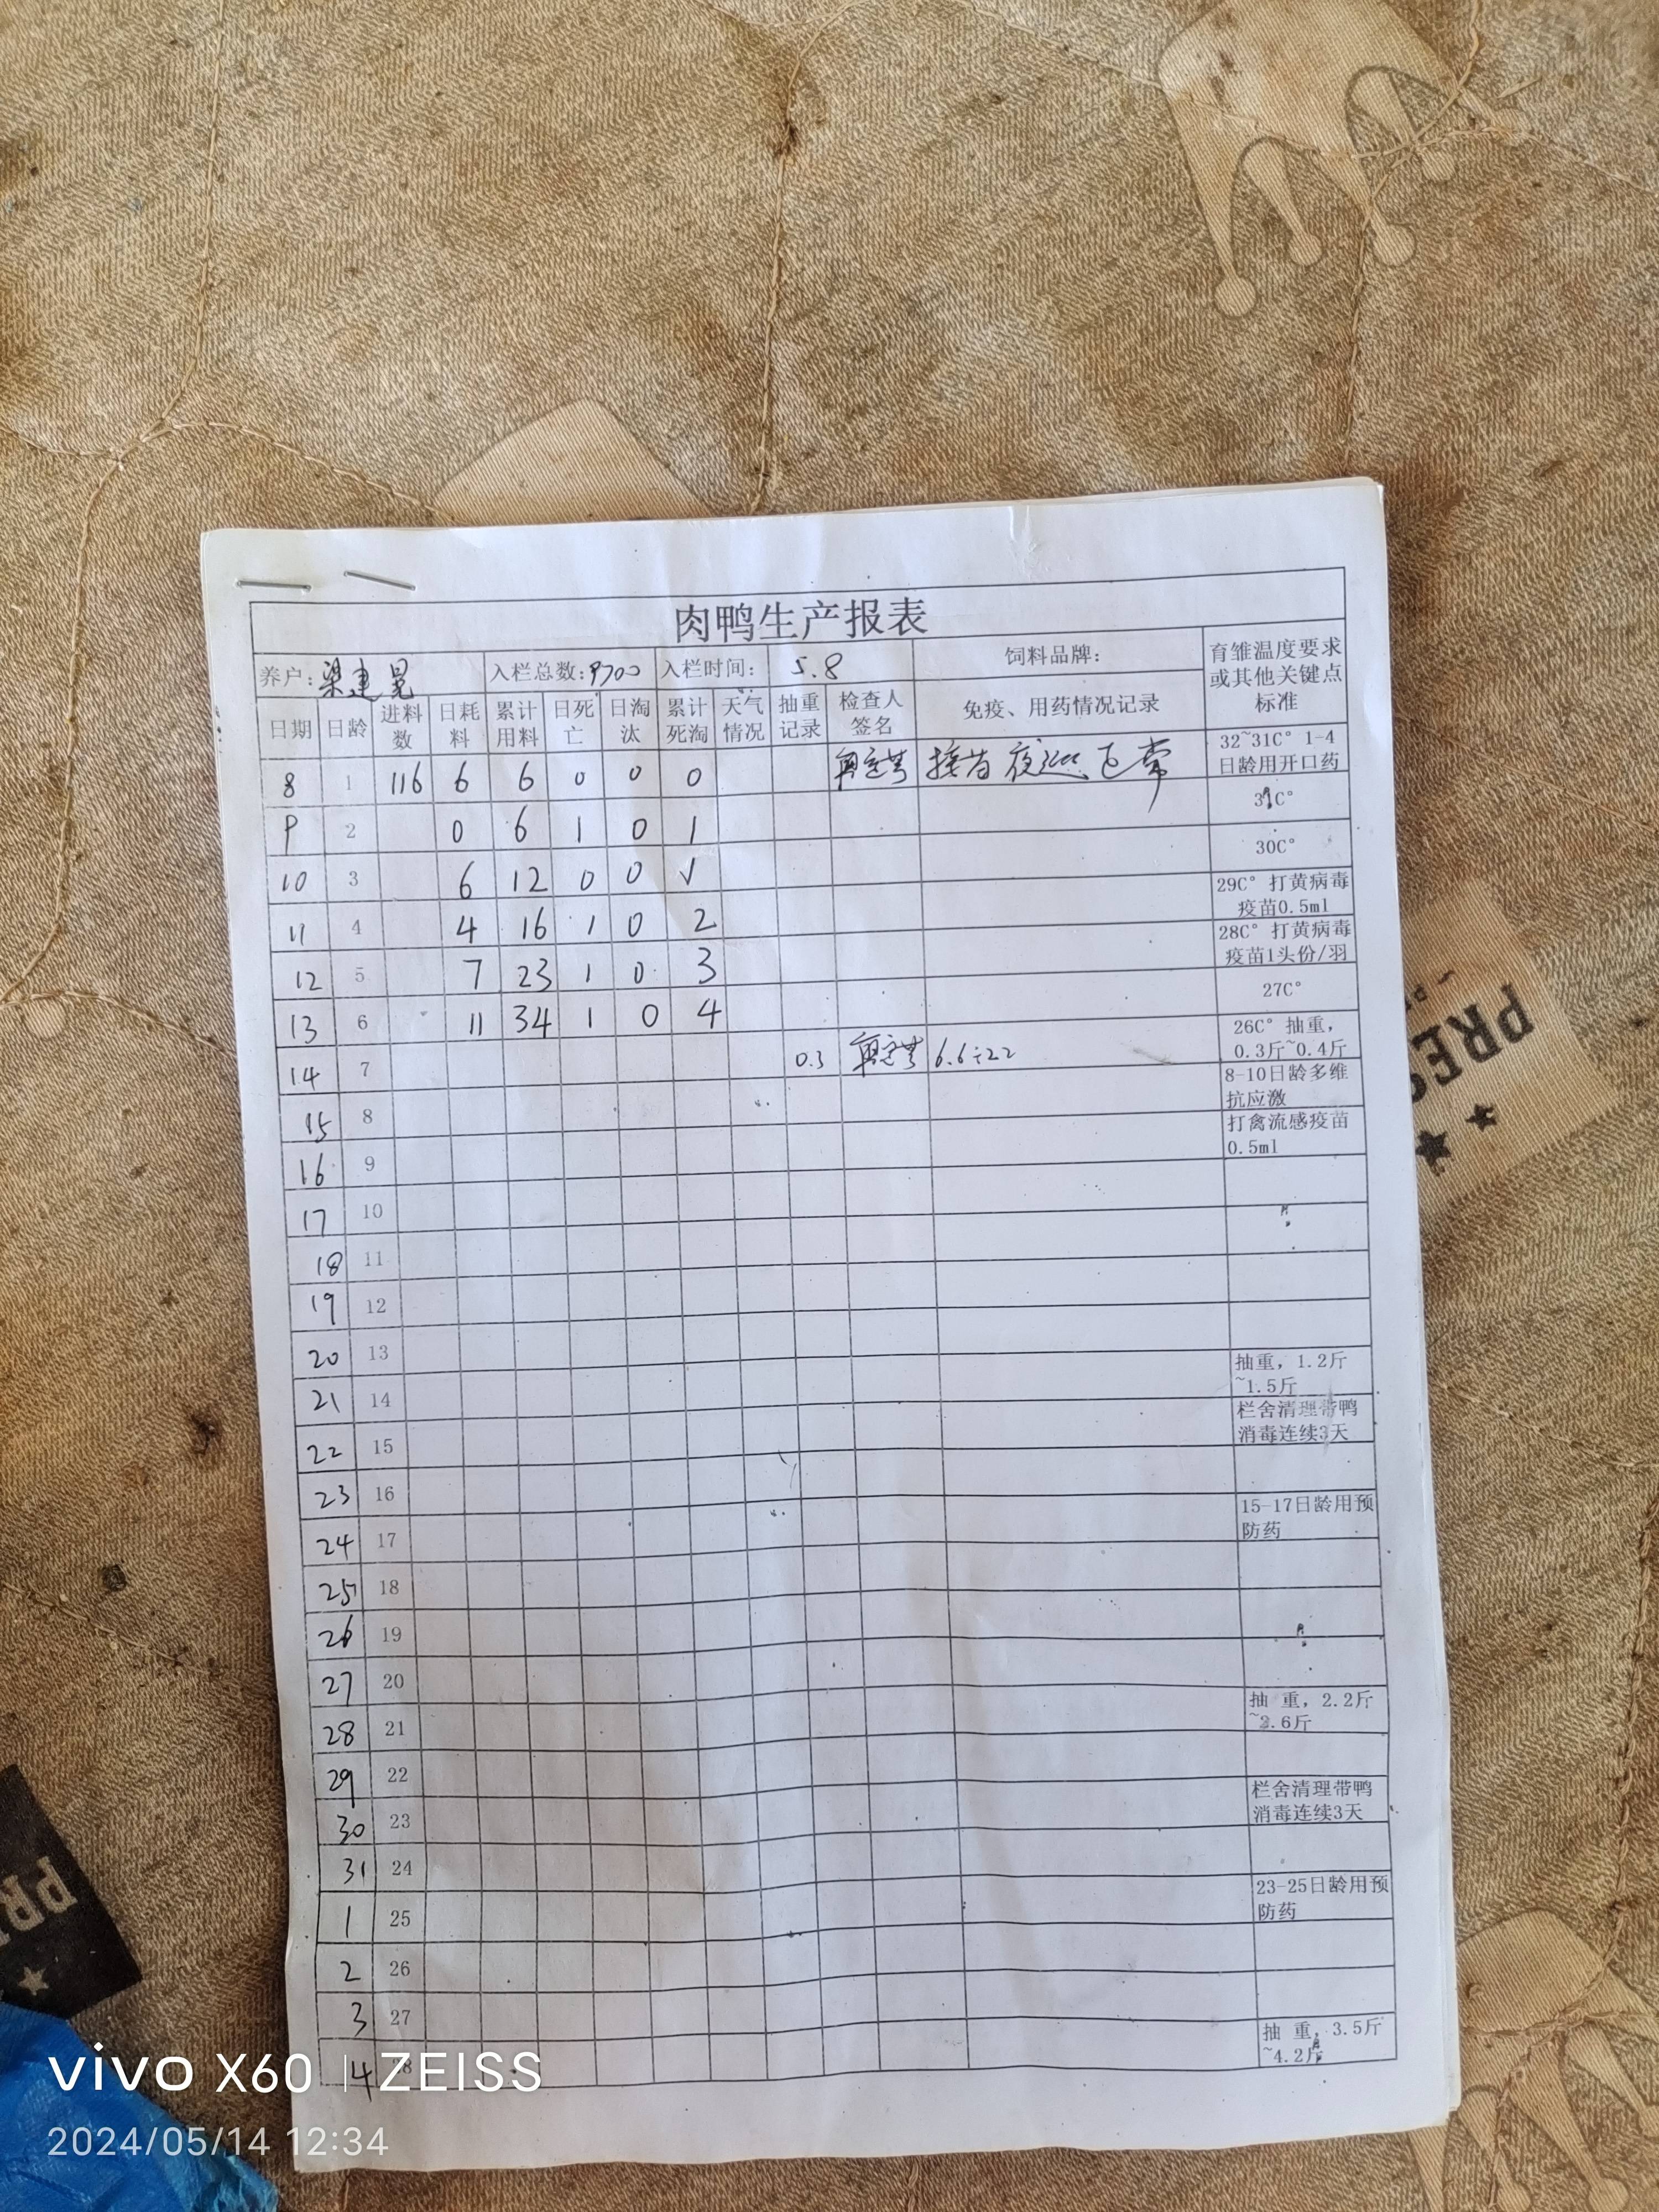 肉鸭生产报表
养户: 梁建晃 入栏总数: 9700 入栏时间: 5.8 饲料品牌: 育雏温度要求或其他关键点标准
日期 日龄 进料数 日耗料 累计用料 日死亡 日淘汰 累计死淘 天气情况 抽重记录 检查人签名 免疫、用药情况记录
8 1 116 6 6 0 0 0 接苗 夜巡 正常 32~31C° 1-4日龄用开口药
9 2 0 6 1 0 1 31C°
10 3 6 12 0 0 1 30C°
11 4 4 16 1 0 2 29C° 打黄病毒疫苗0.5ml
12 5 7 23 1 0 3 28C° 打黄病毒疫苗1头份/羽
13 6 11 34 1 0 4 27C°
14 7 0.3 6.6÷22 26C° 抽重，0.3斤~0.4斤
15 8 8-10日龄多维抗应激
16 9 打禽流感疫苗0.5ml
17 10
18 11
19 12
20 13
21 14 抽重，1.2斤~1.5斤
22 15 栏舍清理带鸭消毒连续3天
23 16
24 17 15-17日龄用预防药
25 18
26 19
27 20
28 21 抽 重，2.2斤~2.6斤
29 22
30 23 栏舍清理带鸭消毒连续3天
31 24
1 25 23-25日龄用预防药
2 26
3 27
4 28 抽 重，3.5斤~4.2斤
PRES
PR
vivo X60 | ZEISS
2024/05/14 12:34